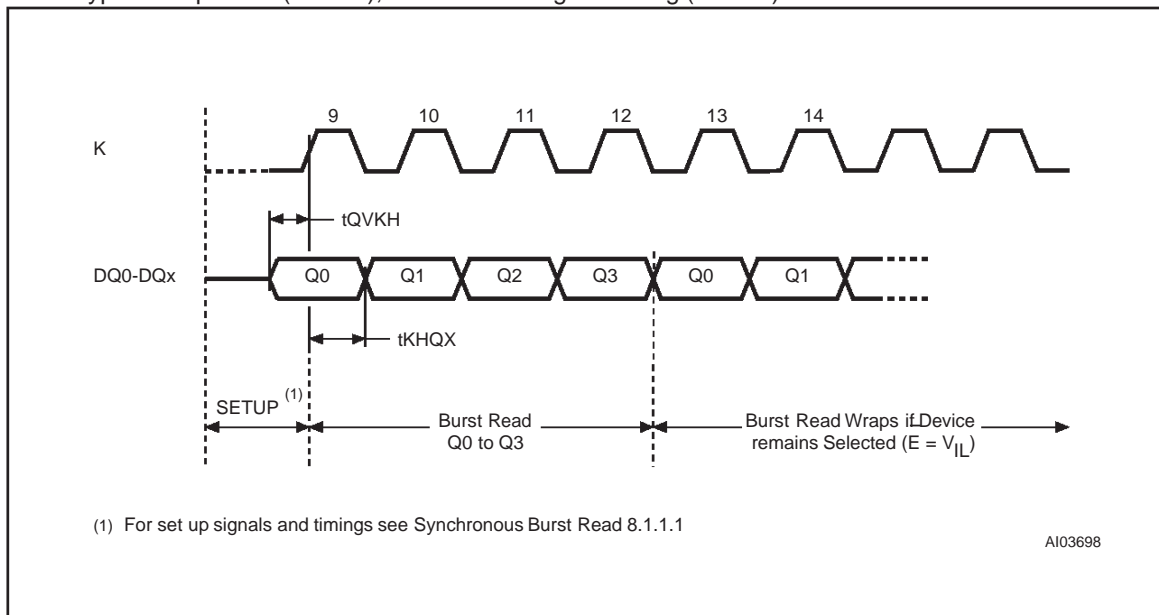 9 10 11 12 13 14
K
tQVKH
DQ0-DQx
Q0 Q1 Q2 Q3 Q0 Q1
tKHQX
SETUP (1)
Burst Read
Q0 to Q3
Burst Read Wraps if Device
remains Selected (E = VIL)
(1) For set up signals and timings see Synchronous Burst Read 8.1.1.1
AI03698